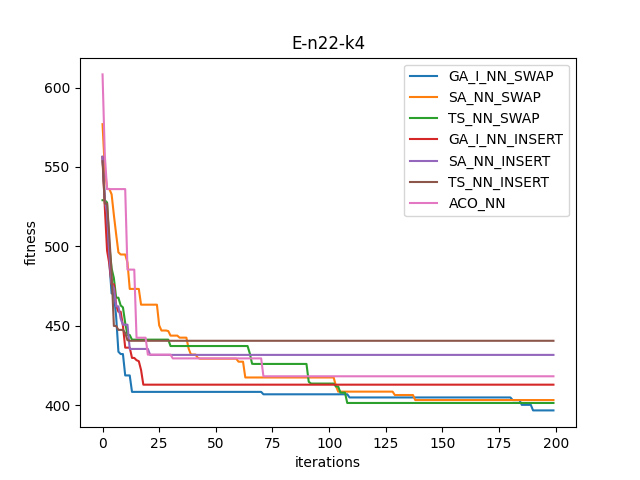 E-n22-k4
GA_I_NN_SWAP
SA_NN_SWAP
TS_NN_SWAP
GA_I_NN_INSERT
SA_NN_INSERT
TS_NN_INSERT
ACO_NN
fitness
600
550
500
450
400
0 25 50 75 100 125 150 175 200
iterations